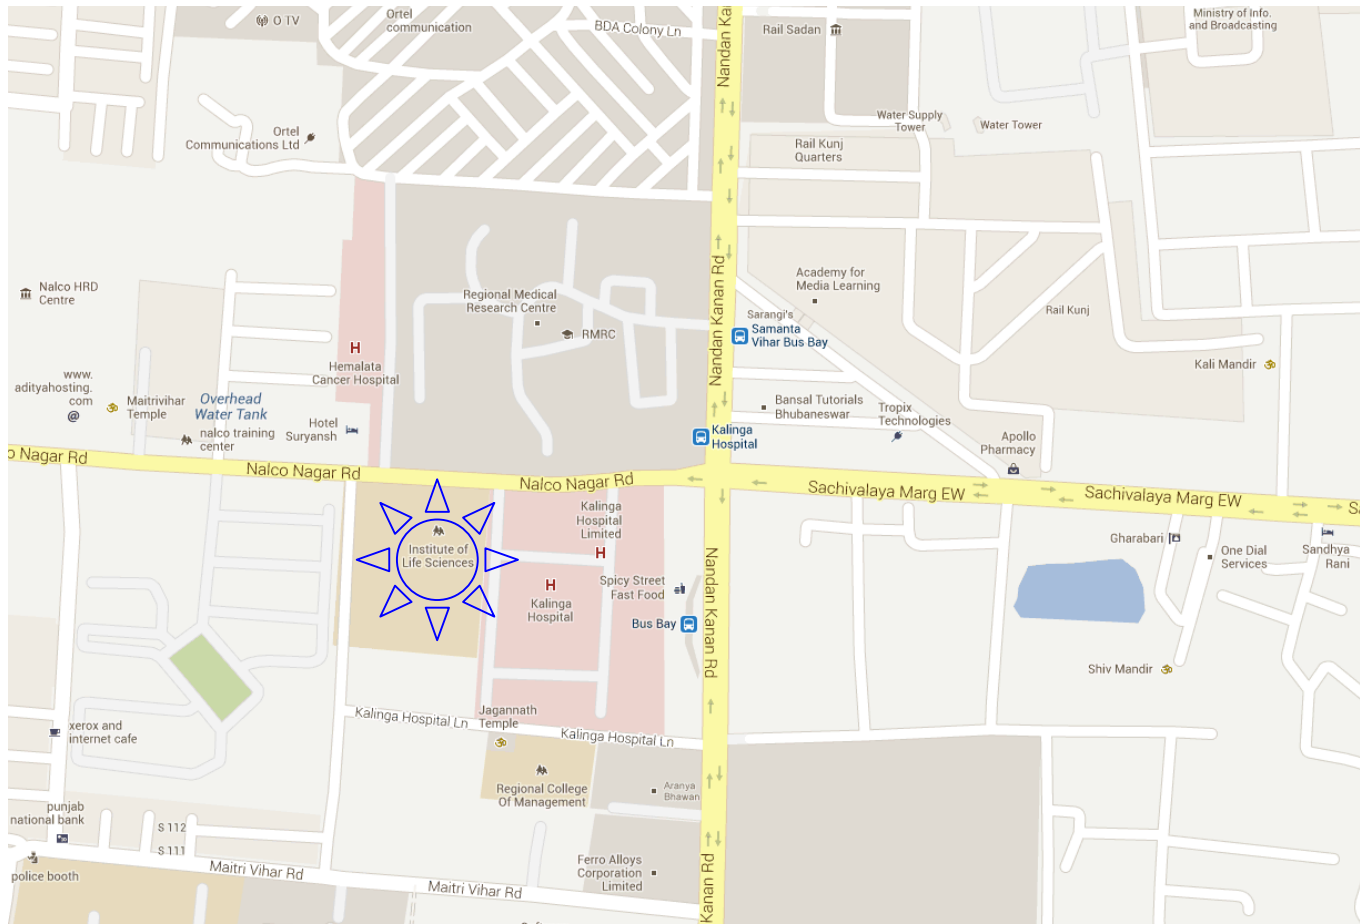 O TV
Ortel
communication
BDA Colony Ln
Nandan Ka
Rail Sadan
Ministry of Info.
and Broadcasting
Ortel
Communications Ltd
Water Supply
Tower
Water Tower
Rail Kunj
Quarters
Nalco HRD
Centre
Regional Medical
Research Centre
RMRC
Nandan Kanan Rd
Academy for
Media Learning
Sarangi's
Samanta
Vihar Bus Bay
Rail Kunj
Hemalata
Cancer Hospital
Kali Mandir
www.
adityahosting.
com
Maitrivihar
Temple
Overhead
Water Tank
nalco training
center
Hotel
Suryansh
Bansal Tutorials
Bhubaneswar
Tropix
Technologies
Kalinga
Hospital
Apollo
Pharmacy
o Nagar Rd
Nalco Nagar Rd
Nalco Nagar Rd
Sachivalaya Marg EW
Sachivalaya Marg EW
Sa
Institute of
Life Sciences
Kalinga
Hospital
Limited
H
H
H
Kalinga
Hospital
Spicy Street
Fast Food
Bus Bay
Nandan Kanan Rd
Gharabari
One Dial
Services
Sandhya
Rani
Shiv Mandir
Jagannath
Temple
Kalinga Hospital Ln
Kalinga Hospital Ln
xerox and
internet cafe
Regional College
Of Management
Aranya
Bhawan
punjab
national bank
S 112
S 111
police booth
Maitri Vihar Rd
Maitri Vihar Rd
Ferro Alloys
Corporation
Limited
Kanan Rd